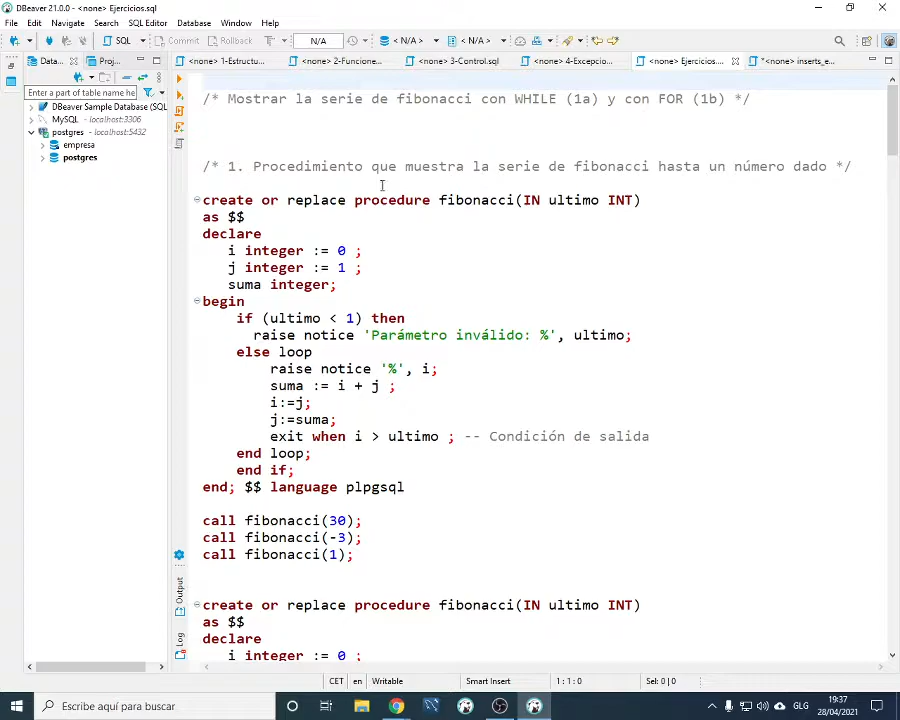 DBeaver 21.0.0 - <none> Ejercicios.sql
File Edit Navigate Search SQL Editor Database Window Help
SQL Commit Rollback T N/A < N/A > < N/A >
Data... Proj... <none> 1-Estructu... <none> 2-Funcione... <none> 3-Control.sql <none> 4-Excepcio... <none> Ejercicios.... *<none> inserts_e...
Enter a part of table name he
DBeaver Sample Database (SQL
MySQL - localhost:3306
postgres - localhost:5432
empresa
postgres
/* Mostrar la serie de fibonacci con WHILE (1a) y con FOR (1b) */
/* 1. Procedimiento que muestra la serie de fibonacci hasta un número dado */
create or replace procedure fibonacci(IN ultimo INT)
as $$
declare
i integer := 0 ;
j integer := 1 ;
suma integer;
begin
if (ultimo < 1) then
raise notice 'Parámetro inválido: %', ultimo;
else loop
raise notice '%', i;
suma := i + j ;
i:=j;
j:=suma;
exit when i > ultimo ; -- Condición de salida
end loop;
end if;
end; $$ language plpgsql
call fibonacci(30);
call fibonacci(-3);
call fibonacci(1);
create or replace procedure fibonacci(IN ultimo INT)
as $$
declare
i integer := 0 ;
Output
Log
CET en Writable Smart Insert 1 : 1 : 0 Sel: 0 | 0
Escribe aquí para buscar
GLG
19:37
28/04/2021